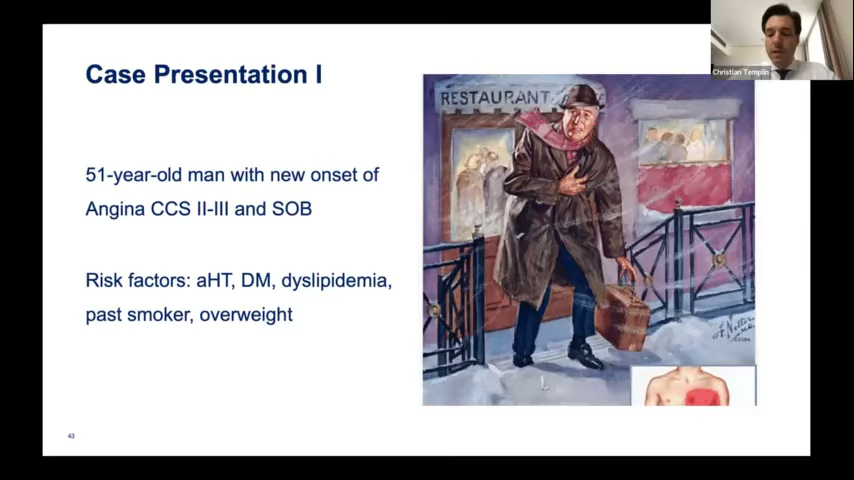 Christian Templin
Case Presentation I
RESTAURANT
51-year-old man with new onset of
Angina CCS II-III and SOB
Risk factors: aHT, DM, dyslipidemia,
past smoker, overweight
43